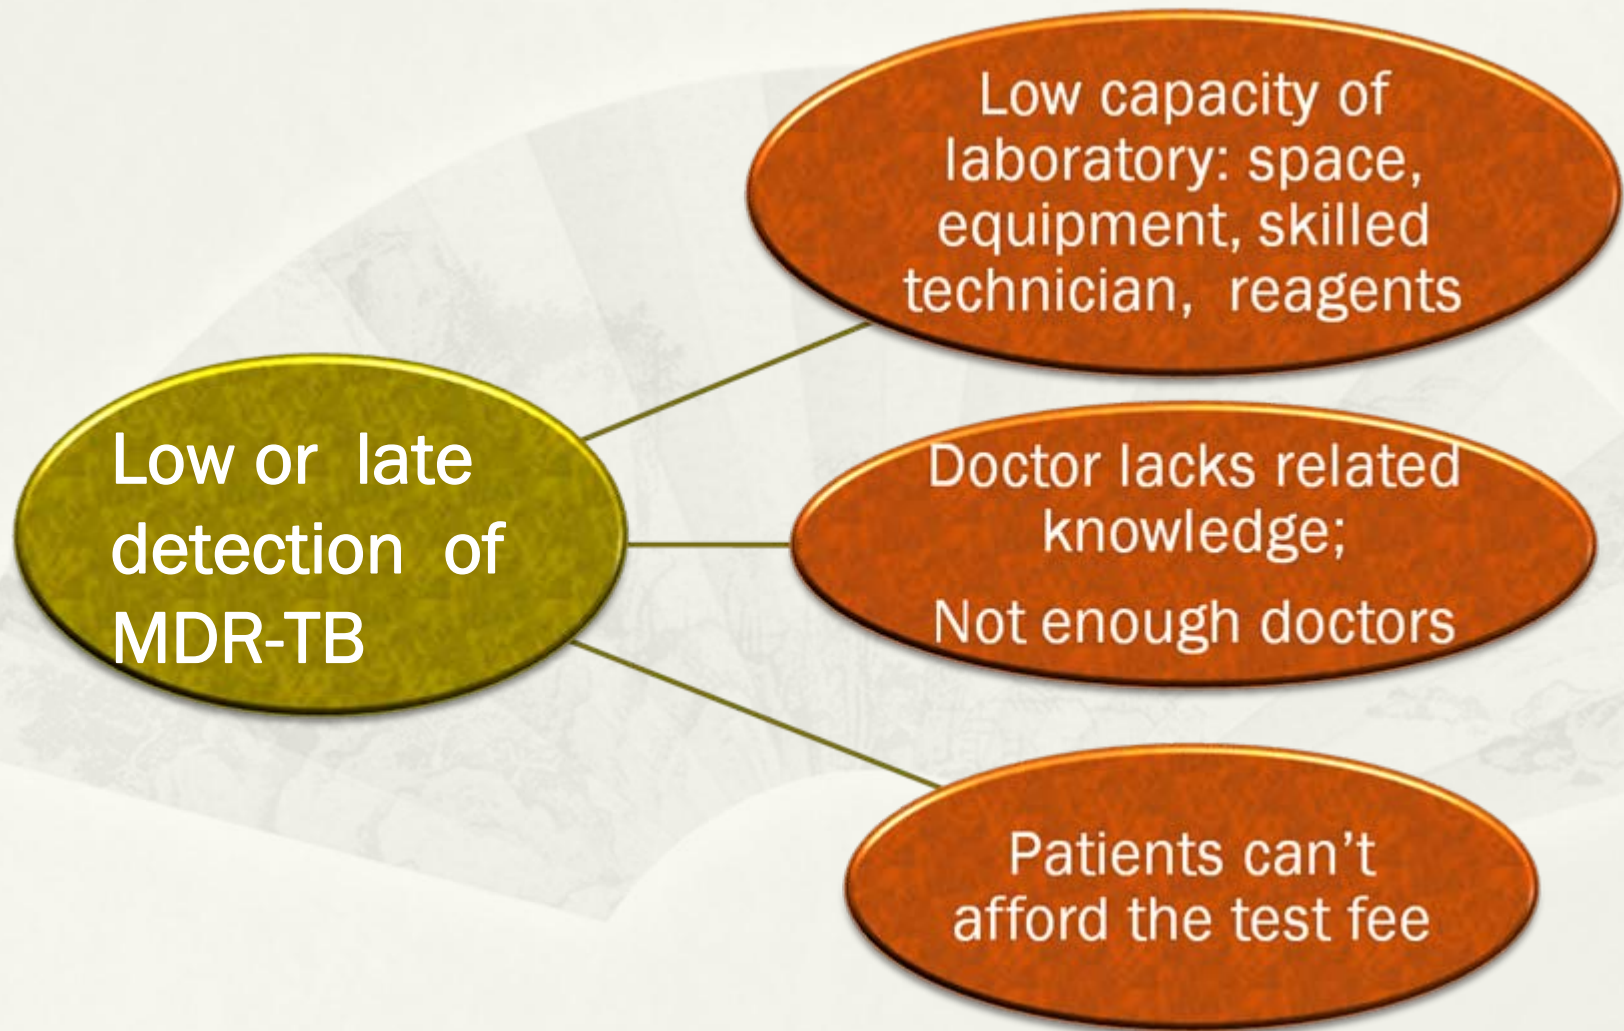 Low or late
detection of
MDR-TB
Low capacity of
laboratory: space,
equipment, skilled
technician, reagents
Doctor lacks related
knowledge;
Not enough doctors
Patients can’t
afford the test fee